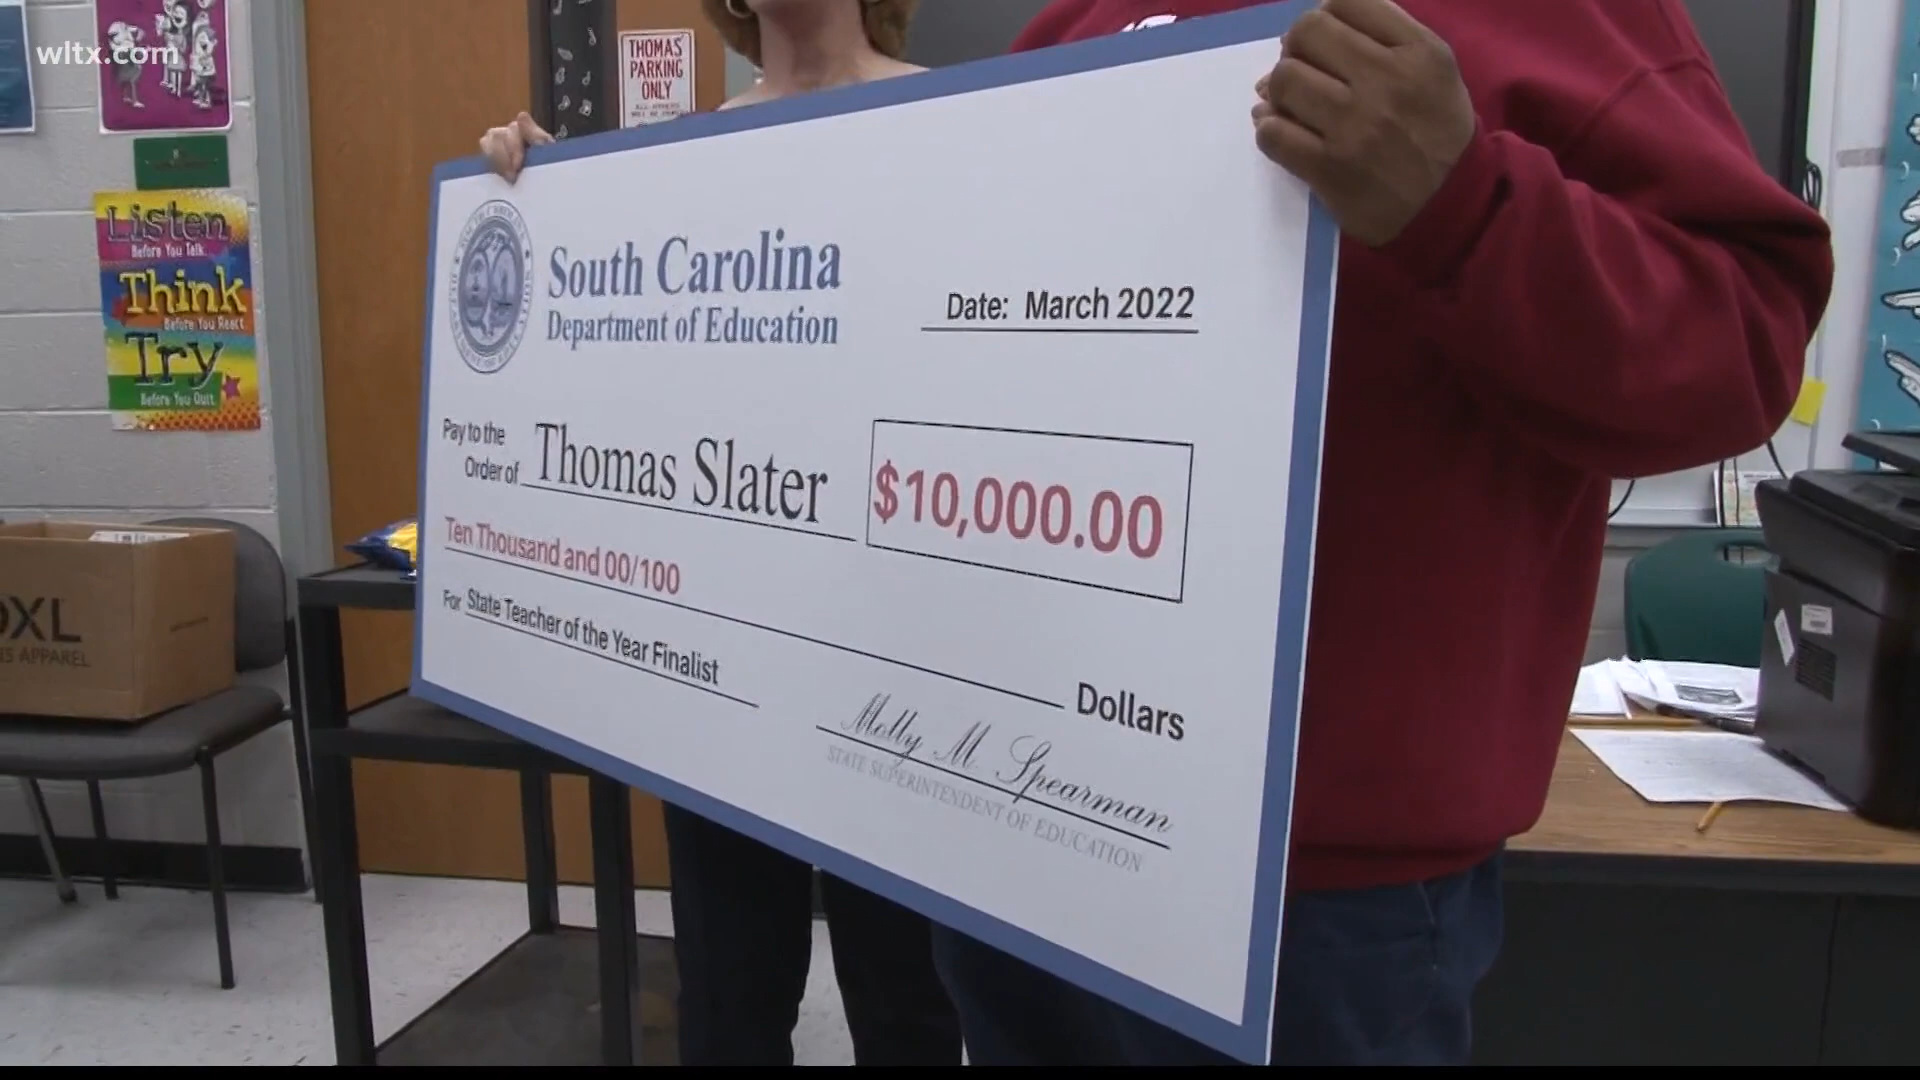 wltx.com
THOMAS
PARKING
ONLY
Listen
Before You Talk
Think
Before You React
Try
Before You Quit
South Carolina
Department of Education
Date: March 2022
Pay to the
Order of
Thomas Slater
$10,000.00
Ten Thousand and 00/100
Dollars
For State Teacher of the Year Finalist
Molly M. Spearman
STATE SUPERINTENDENT OF EDUCATION
XL
APPAREL